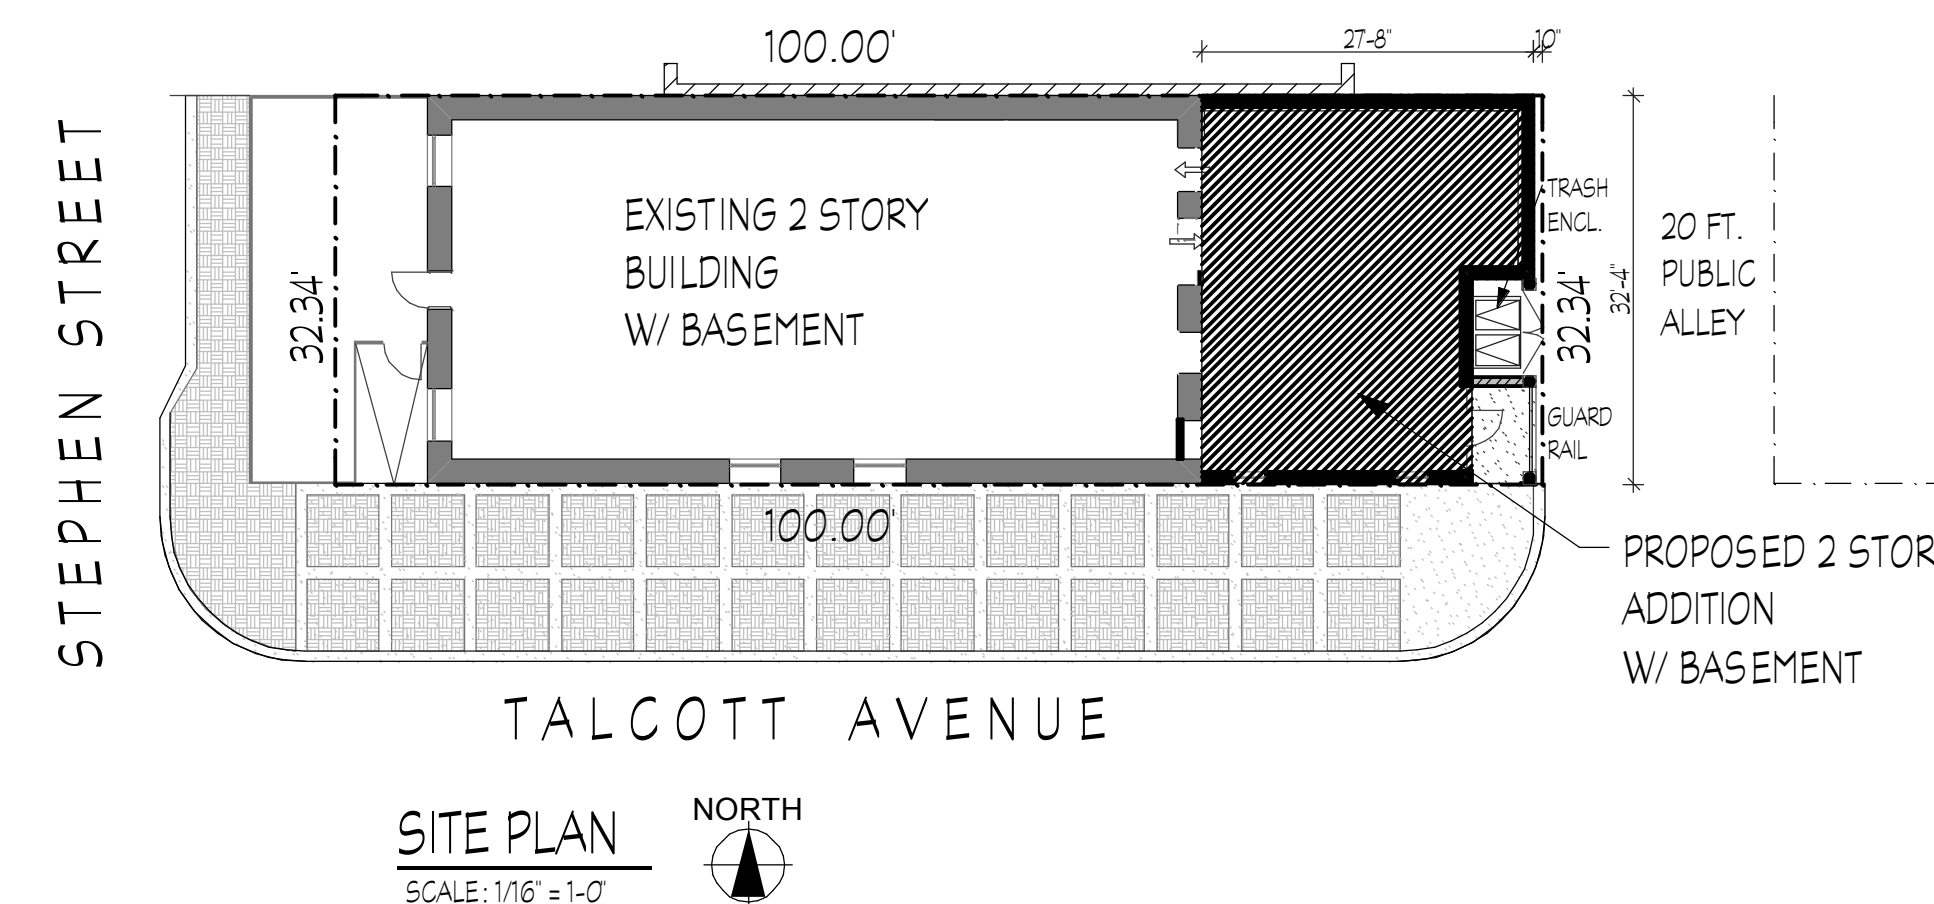 100.00'
27-8"
10"
STEPHEN STREET
32.34'
EXISTING 2 STORY
BUILDING
W/ BASEMENT
TRASH
ENCL.
32.34'
32'-4"
20 FT.
PUBLIC
ALLEY
GUARD
RAIL
100.00'
PROPOSED 2 STOR
ADDITION
W/ BASEMENT
TALCOTT AVENUE
SITE PLAN
SCALE: 1/16" = 1-0"
NORTH